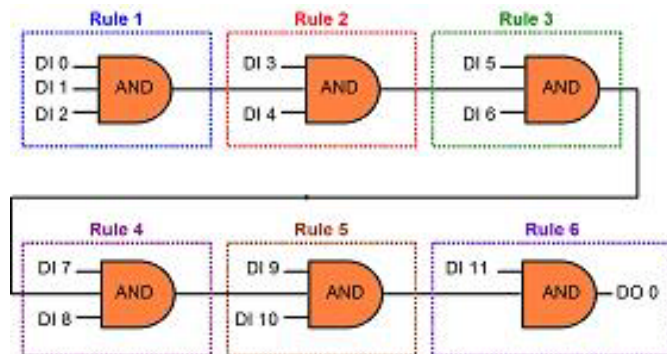 Rule 1 Rule 2 Rule 3
DI 0 DI 3 DI 5
DI 1 AND AND AND
DI 2 DI 4 DI 6
Rule 4 Rule 5 Rule 6
DI 7 DI 9 DI 11
AND AND AND DO 0
DI 8 DI 10